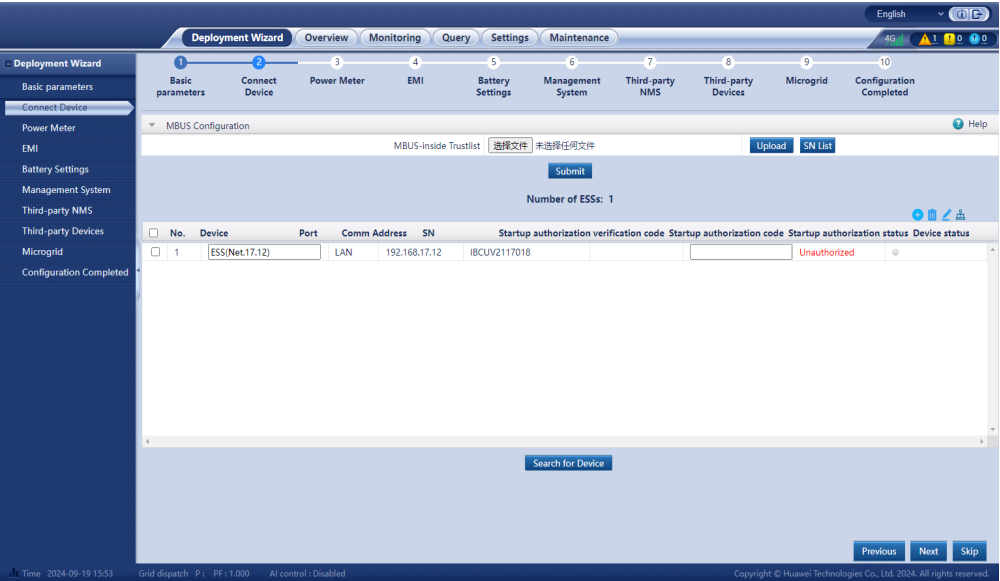 English
Deployment Wizard Overview Monitoring Query Settings Maintenance
4G 1 0 0
Deployment Wizard
Basic parameters
Connect Device
Power Meter
EMI
Battery Settings
Management System
Third-party NMS
Third-party Devices
Microgrid
Configuration Completed
1 2 3 4 5 6 7 8 9 10
Basic parameters
Connect Device
Power Meter
EMI
Battery Settings
Management System
Third-party NMS
Third-party Devices
Microgrid
Configuration Completed
MBUS Configuration
Help
MBUS-inside Trustlist 选择文件 未选择任何文件 Upload SN List
Submit
Number of ESSs: 1
No. Device Port Comm Address SN Startup authorization verification code Startup authorization code Startup authorization status Device status
1 ESS(Net.17.12) LAN 192.168.17.12 IBCUV2117018 Unauthorized
Search for Device
Previous Next Skip
Time 2024-09-19 15:53 Grid dispatch P : PF : 1.000 AI control : Disabled Copyright © Huawei Technologies Co., Ltd. 2024. All rights reserved.